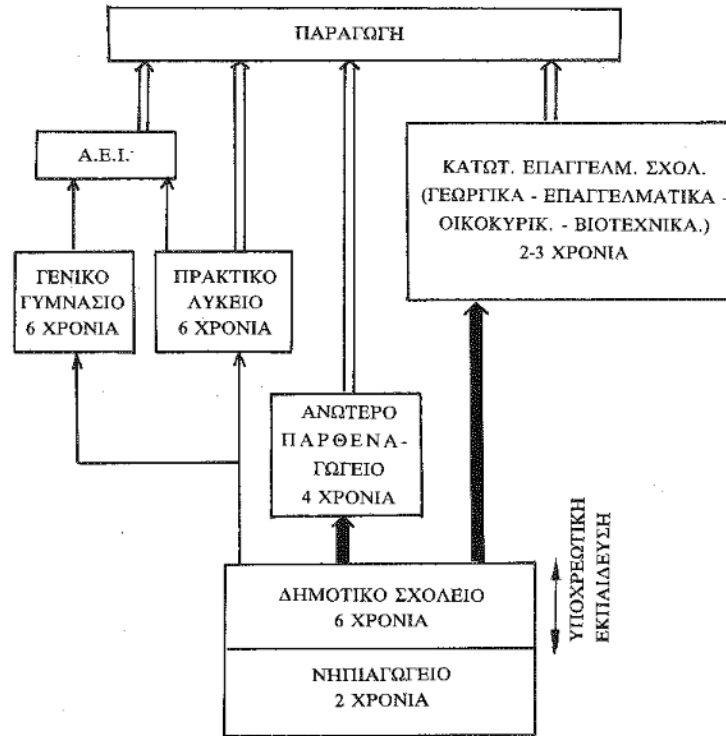 ΠΑΡΑΓΩΓΗ
Α.Ε.Ι.
ΚΑΤΩΤ. ΕΠΑΓΓΕΛΜ. ΣΧΟΛ.
(ΓΕΩΡΓΙΚΑ - ΕΠΑΓΓΕΛΜΑΤΙΚΑ -
ΟΙΚΟΚΥΡΙΚ. - ΒΙΟΤΕΧΝΙΚΑ.)
2-3 ΧΡΟΝΙΑ
ΓΕΝΙΚΟ
ΓΥΜΝΑΣΙΟ
6 ΧΡΟΝΙΑ
ΠΡΑΚΤΙΚΟ
ΛΥΚΕΙΟ
6 ΧΡΟΝΙΑ
ΑΝΩΤΕΡΟ
ΠΑΡΘΕΝΑ-
ΓΩΓΕΙΟ
4 ΧΡΟΝΙΑ
ΔΗΜΟΤΙΚΟ ΣΧΟΛΕΙΟ
6 ΧΡΟΝΙΑ
ΝΗΠΙΑΓΩΓΕΙΟ
2 ΧΡΟΝΙΑ
ΥΠΟΧΡΕΩΤΙΚΗ
ΕΚΠΑΙΔΕΥΣΗ